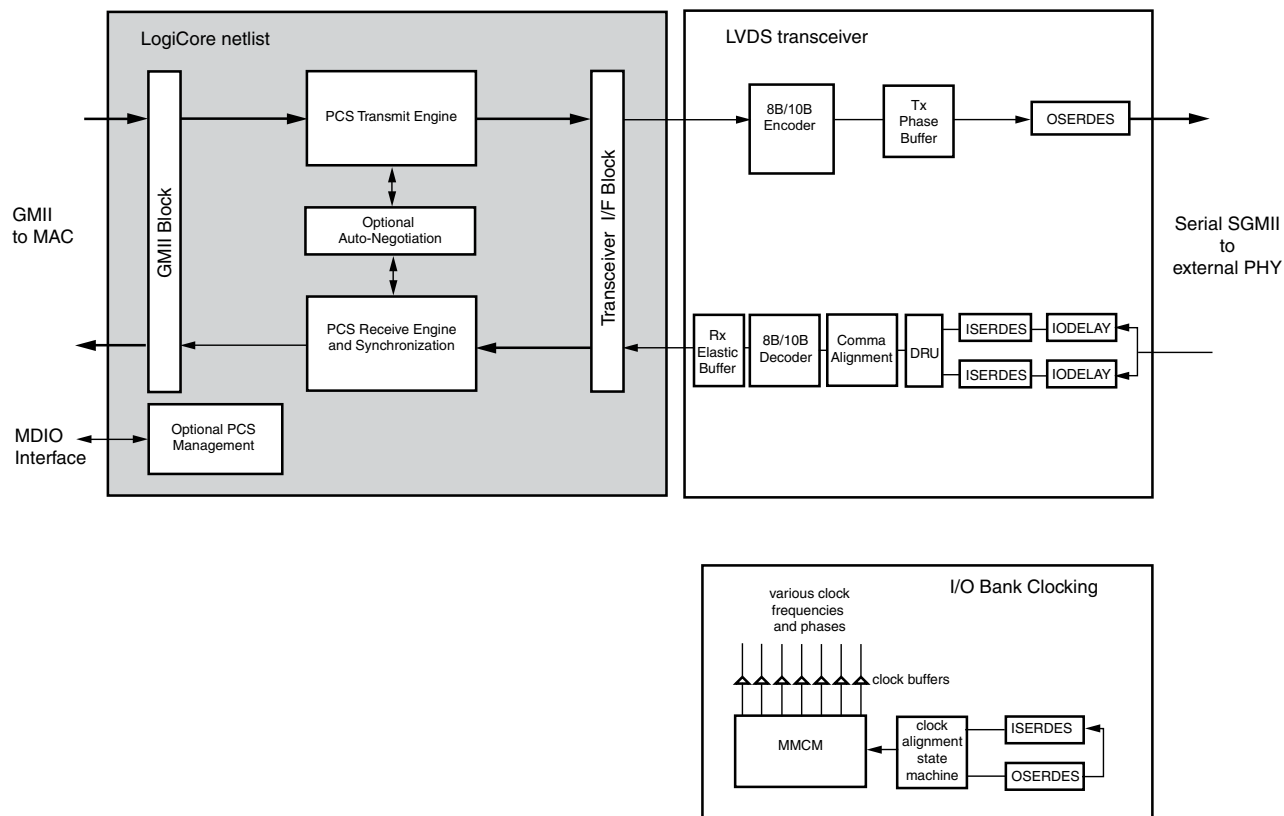 LogiCore netlist
LVDS transceiver
GMII Block
PCS Transmit Engine
Transceiver I/F Block
8B/10B
Encoder
Tx
Phase
Buffer
OSERDES
GMII
to MAC
Optional
Auto-Negotiation
Serial SGMII
to
external PHY
PCS Receive Engine
and Synchronization
Rx
Elastic
Buffer
8B/10B
Decoder
Comma
Alignment
DRU
ISERDES
IODELAY
ISERDES
IODELAY
MDIO
Interface
Optional PCS
Management
I/O Bank Clocking
various clock
frequencies
and phases
clock buffers
MMCM
clock
alignment
state
machine
ISERDES
OSERDES